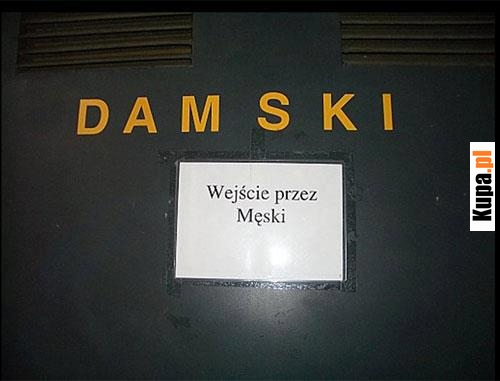 DAMSKI
Wejście przez
Męski
Kupa.pl